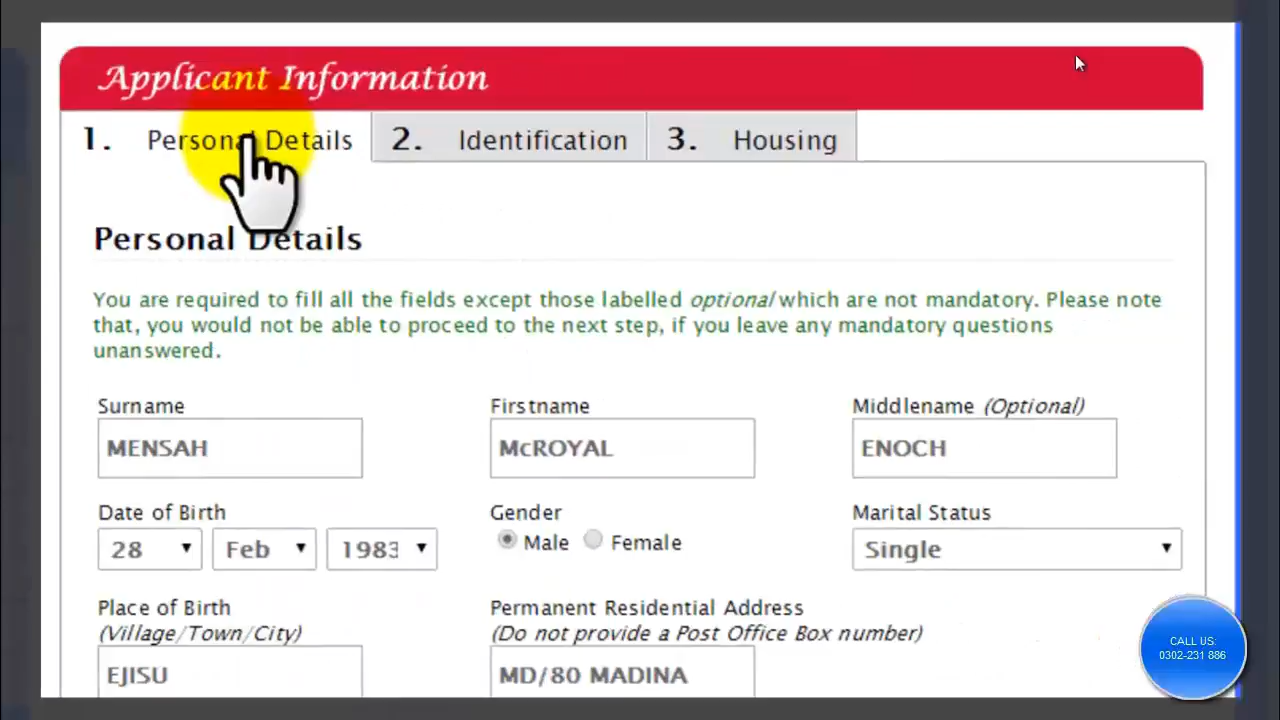 Applicant Information
1. Personal Details 2. Identification 3. Housing
Personal Details
You are required to fill all the fields except those labelled optional which are not mandatory. Please note
that, you would not be able to proceed to the next step, if you leave any mandatory questions
unanswered.
Surname Firstname Middlename (Optional)
MENSAH McROYAL ENOCH
Date of Birth Gender Marital Status
28 Feb 1983 Male Female Single
Place of Birth Permanent Residential Address
(Village/Town/City) (Do not provide a Post Office Box number)
EJISU MD/80 MADINA
CALL US:
0302-231 886